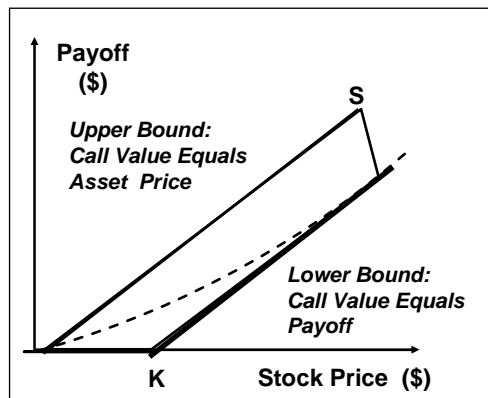 Payoff
($)
S
Upper Bound:
Call Value Equals
Asset Price
Lower Bound:
Call Value Equals
Payoff
K
Stock Price ($)